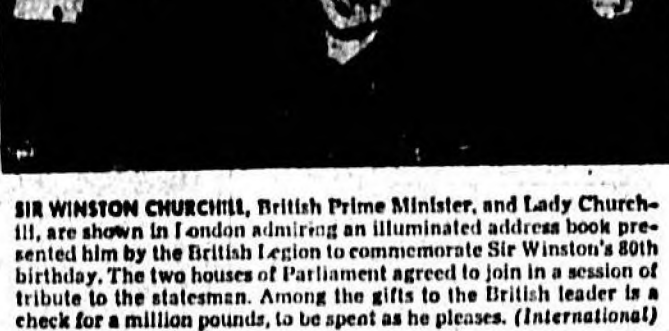 SIR WINSTON CHURCHILL, British Prime Minister, and Lady Church-
ill, are shown in London admiring an illuminated address book pre-
sented him by the British Legion to commemorate Sir Winston's 80th
birthday. The two houses of Parliament agreed to join in a session of
tribute to the statesman. Among the gifts to the British leader is a
check for a million pounds, to be spent as he pleases. (International)